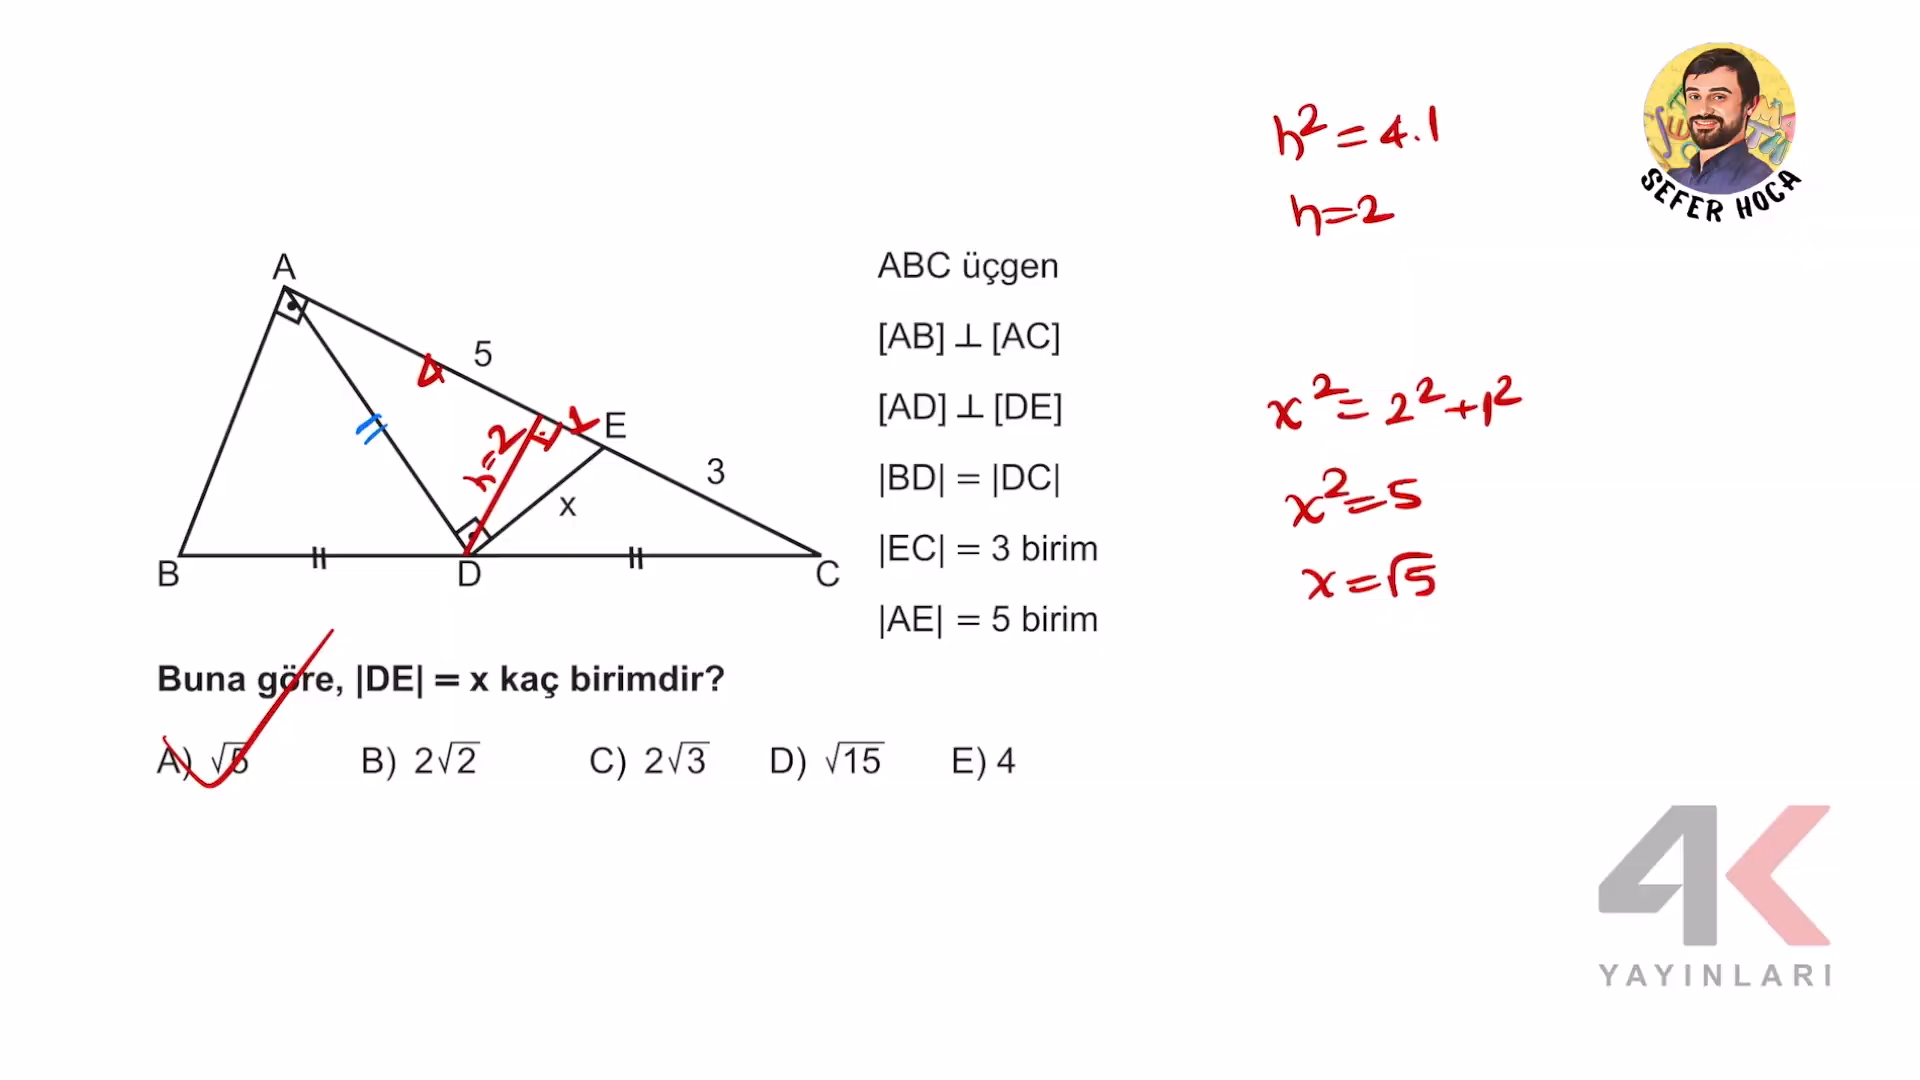 h² = 4.1
h=2
SEFER HOCA
A
5
4
1
E
h=2
3
x
B
D
C
ABC üçgen
[AB] ⊥ [AC]
[AD] ⊥ [DE]
|BD| = |DC|
|EC| = 3 birim
|AE| = 5 birim
x² = 2² + 1²
x² = 5
x = √5
Buna göre, |DE| = x kaç birimdir?
A) √5 B) 2√2 C) 2√3 D) √15 E) 4
4K
YAYINLARI